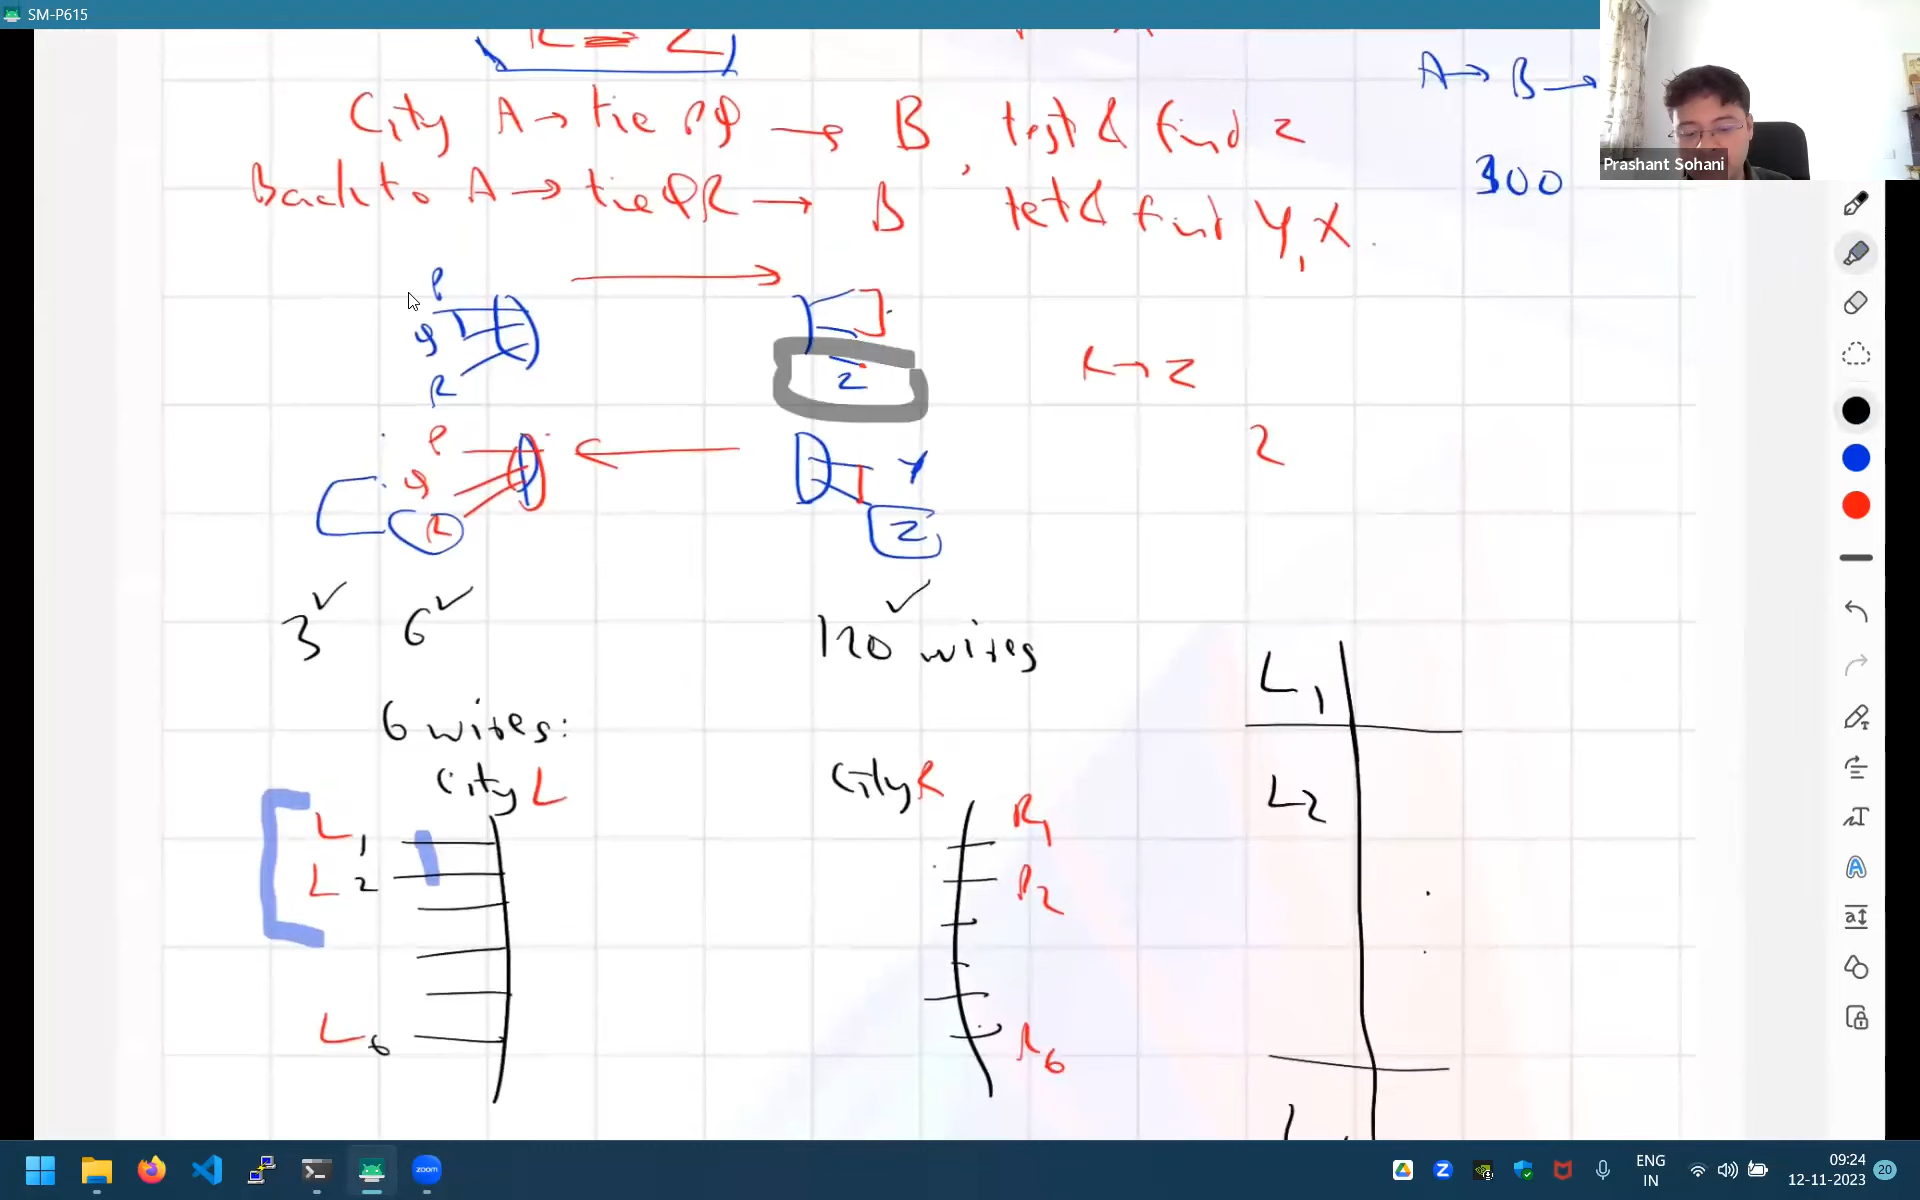 SM-P615
R = Z
A → B →
City A → tie PQ → B, test & find Z
Prashant Sohani
300
Back to A → tie QR → B test & find Y, X.
P
Q
R
Z
R → Z
P
Q
R
Y
Z
Z
3 6 120 wires
L1
6 wires:
City L City R
L2
L1 R1
L2 R2
L6 R6
zoom
ENG
IN
09:24
12-11-2023
20